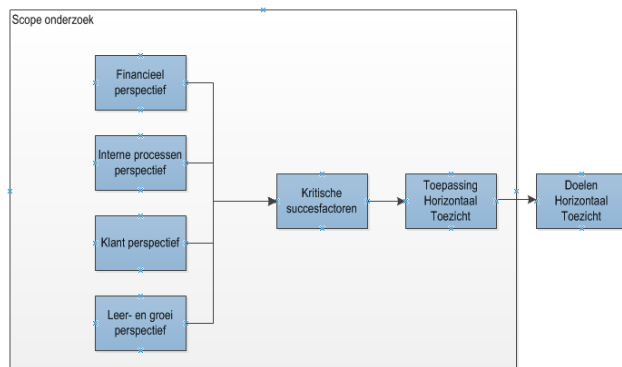 Scope onderzoek
Financieel
perspectief
Interne processen
perspectief
Klant perspectief
Leer- en groei
perspectief
Kritische
succesfactoren
Toepassing
Horizontaal
Toezicht
Doelen
Horizontaal
Toezicht